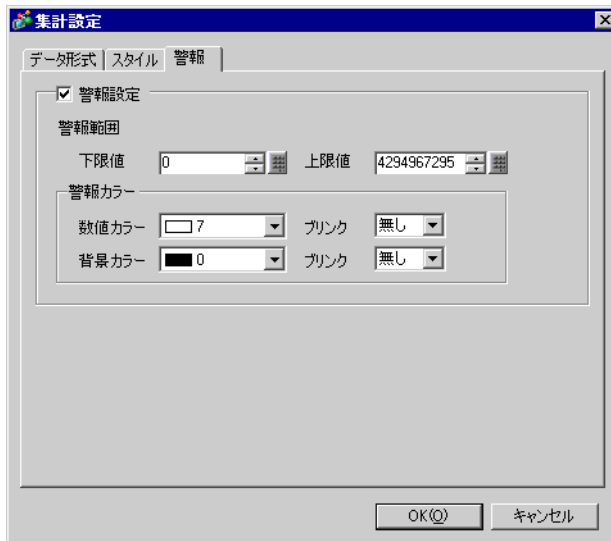 集計設定
データ形式 スタイル 警報
警報設定
警報範囲
下限値 0 上限値 4294967295
警報カラー
数値カラー 7 ブリンク 無し
背景カラー 0 ブリンク 無し
OK(O) キャンセル